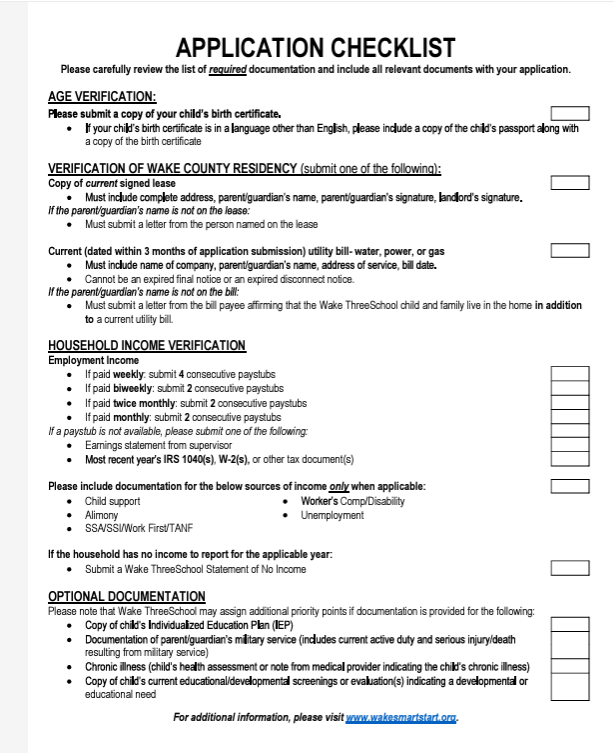 APPLICATION CHECKLIST
Please carefully review the list of required documentation and include all relevant documents with your application.
AGE VERIFICATION:
Please submit a copy of your child's birth certificate.
• If your child's birth certificate is in a language other than English, please include a copy of the child's passport along with
a copy of the birth certificate
VERIFICATION OF WAKE COUNTY RESIDENCY (submit one of the following):
Copy of current signed lease
• Must include complete address, parent/guardian's name, parent/guardian's signature, landlord's signature.
If the parent/guardian's name is not on the lease:
• Must submit a letter from the person named on the lease
Current (dated within 3 months of application submission) utility bill- water, power, or gas
• Must include name of company, parent/guardian's name, address of service, bill date.
• Cannot be an expired final notice or an expired disconnect notice.
If the parent/guardian's name is not on the bill:
• Must submit a letter from the bill payee affirming that the Wake ThreeSchool child and family live in the home in addition
to a current utility bill.
HOUSEHOLD INCOME VERIFICATION
Employment Income
• If paid weekly: submit 4 consecutive paystubs
• If paid biweekly: submit 2 consecutive paystubs
• If paid twice monthly: submit 2 consecutive paystubs
• If paid monthly: submit 2 consecutive paystubs
If a paystub is not available, please submit one of the following:
• Earnings statement from supervisor
• Most recent year's IRS 1040(s), W-2(s), or other tax document(s)
Please include documentation for the below sources of income only when applicable:
• Child support
• Alimony
• SSA/SSI/Work First/TANF
• Worker's Comp/Disability
• Unemployment
If the household has no income to report for the applicable year:
• Submit a Wake ThreeSchool Statement of No Income
OPTIONAL DOCUMENTATION
Please note that Wake ThreeSchool may assign additional priority points if documentation is provided for the following:
• Copy of child's Individualized Education Plan (IEP)
• Documentation of parent/guardian's military service (includes current active duty and serious injury/death
resulting from military service)
• Chronic illness (child's health assessment or note from medical provider indicating the child's chronic illness)
• Copy of child's current educational/developmental screenings or evaluation(s) indicating a developmental or
educational need
For additional information, please visit www.wakesmartstart.org.